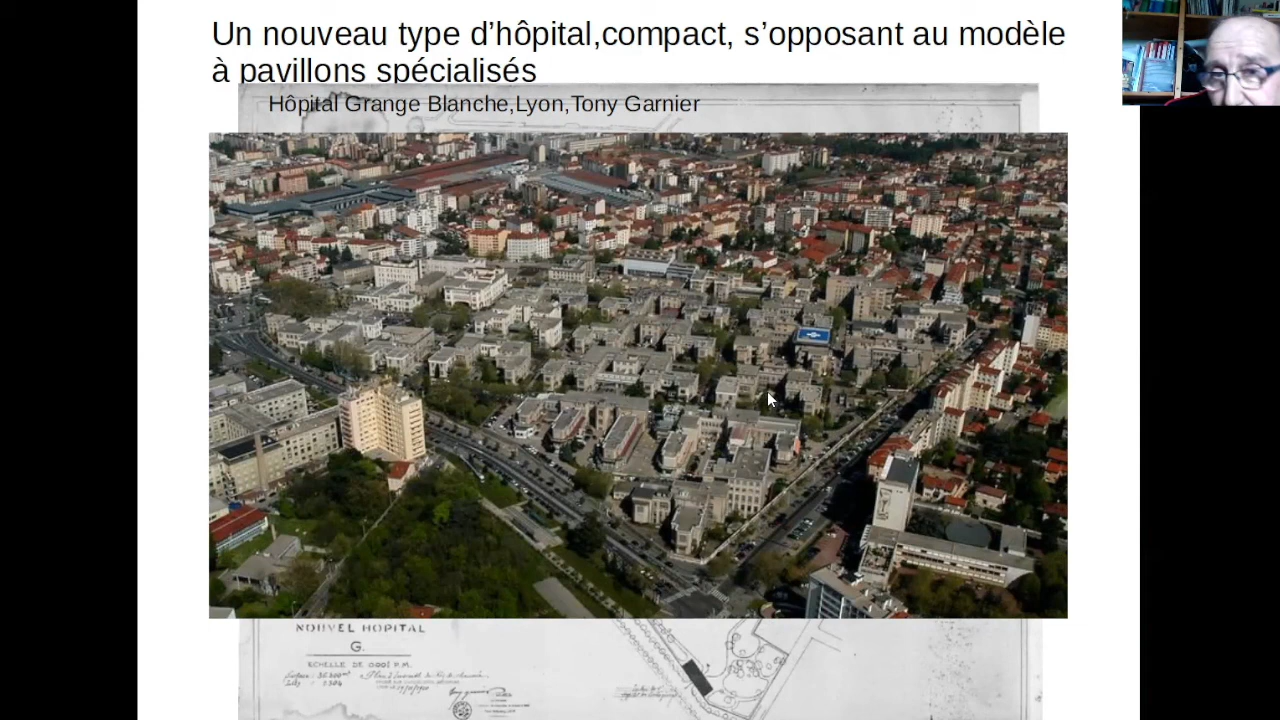 Un nouveau type d’hôpital,compact, s’opposant au modèle
à pavillons spécialisés
Hôpital Grange Blanche,Lyon,Tony Garnier
NOUVEL HOPITAL
G.
ECHELLE DE 0.001 P.M.